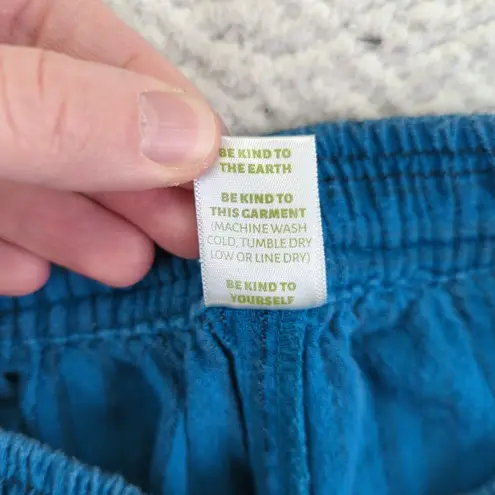 BE KIND TO
THE EARTH
BE KIND TO
THIS GARMENT
(MACHINE WASH
COLD, TUMBLE DRY
LOW OR LINE DRY)
BE KIND TO
YOURSELF